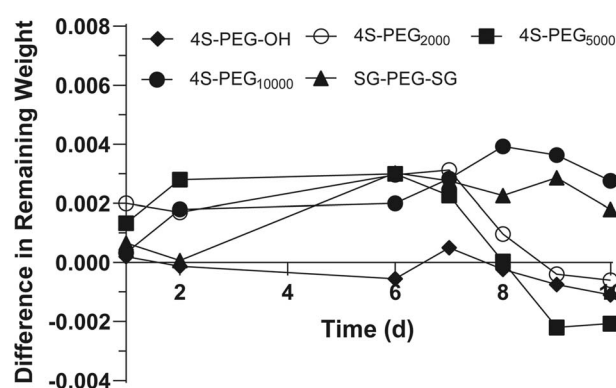 0.008
4S-PEG-OH 4S-PEG2000 4S-PEG5000
0.006
4S-PEG10000 SG-PEG-SG
0.004
0.002
0.000
2 4 6 8
-0.002
Time (d)
-0.004
Difference in Remaining Weight